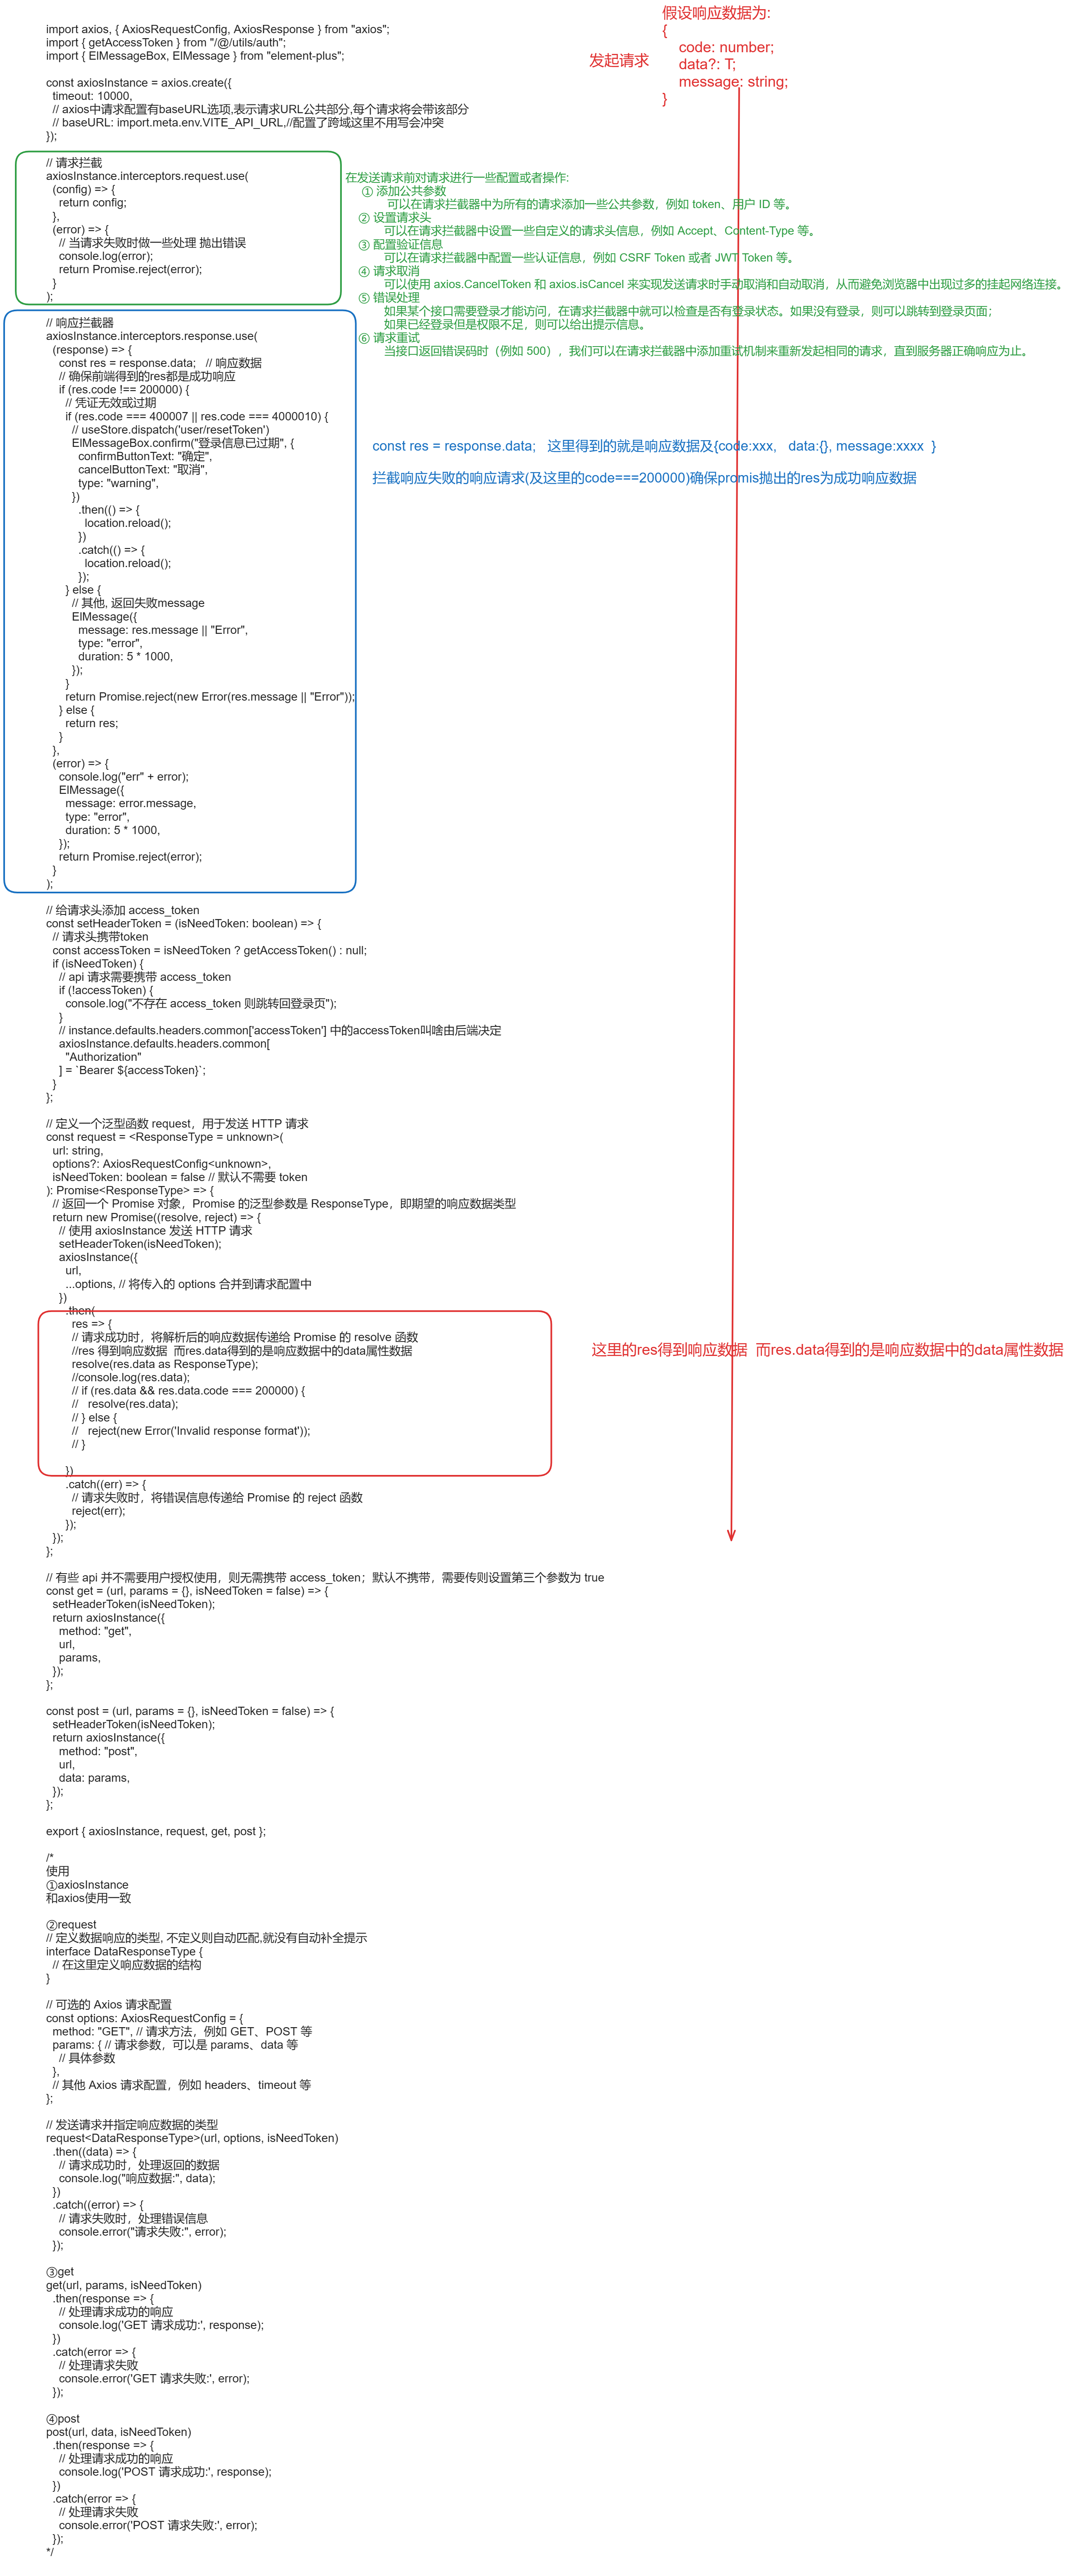 假设响应数据为:
{
code: number;
data?: T;
message: string;
}
发起请求
import axios, { AxiosRequestConfig, AxiosResponse } from "axios";
import { getAccessToken } from "/@/utils/auth";
import { ElMessageBox, ElMessage } from "element-plus";
const axiosInstance = axios.create({
timeout: 10000,
// axios中请求配置有baseURL选项,表示请求URL公共部分,每个请求将会带该部分
// baseURL: import.meta.env.VITE_API_URL,//配置了跨域这里不用写会冲突
});
// 请求拦截
axiosInstance.interceptors.request.use(
(config) => {
return config;
},
(error) => {
// 当请求失败时做一些处理 抛出错误
console.log(error);
return Promise.reject(error);
}
);
在发送请求前对请求进行一些配置或者操作:
① 添加公共参数
可以在请求拦截器中为所有的请求添加一些公共参数，例如 token、用户 ID 等。
② 设置请求头
可以在请求拦截器中设置一些自定义的请求头信息，例如 Accept、Content-Type 等。
③ 配置验证信息
可以在请求拦截器中配置一些认证信息，例如 CSRF Token 或者 JWT Token 等。
④ 请求取消
可以使用 axios.CancelToken 和 axios.isCancel 来实现发送请求时手动取消和自动取消，从而避免浏览器中出现过多的挂起网络连接。
⑤ 错误处理
如果某个接口需要登录才能访问，在请求拦截器中就可以检查是否有登录状态。如果没有登录，则可以跳转到登录页面；
如果已经登录但是权限不足，则可以给出提示信息。
⑥ 请求重试
当接口返回错误码时（例如 500），我们可以在请求拦截器中添加重试机制来重新发起相同的请求，直到服务器正确响应为止。
// 响应拦截器
axiosInstance.interceptors.response.use(
(response) => {
const res = response.data; // 响应数据
// 确保前端得到的res都是成功响应
if (res.code !== 200000) {
// 凭证无效或过期
if (res.code === 400007 || res.code === 4000010) {
// useStore.dispatch('user/resetToken')
ElMessageBox.confirm("登录信息已过期", {
confirmButtonText: "确定",
cancelButtonText: "取消",
type: "warning",
})
.then(() => {
location.reload();
})
.catch(() => {
location.reload();
});
} else {
// 其他, 返回失败message
ElMessage({
message: res.message || "Error",
type: "error",
duration: 5 * 1000,
});
}
return Promise.reject(new Error(res.message || "Error"));
} else {
return res;
}
},
(error) => {
console.log("err" + error);
ElMessage({
message: error.message,
type: "error",
duration: 5 * 1000,
});
return Promise.reject(error);
}
);
const res = response.data; 这里得到的就是响应数据及{code:xxx, data:{}, message:xxxx }
拦截响应失败的响应请求(及这里的code===200000)确保promis抛出的res为成功响应数据
// 给请求头添加 access_token
const setHeaderToken = (isNeedToken: boolean) => {
// 请求头携带token
const accessToken = isNeedToken ? getAccessToken() : null;
if (isNeedToken) {
// api 请求需要携带 access_token
if (!accessToken) {
console.log("不存在 access_token 则跳转回登录页");
}
// instance.defaults.headers.common['accessToken'] 中的accessToken叫啥由后端决定
axiosInstance.defaults.headers.common[
"Authorization"
] = `Bearer ${accessToken}`;
}
};
// 定义一个泛型函数 request，用于发送 HTTP 请求
const request = <ResponseType = unknown>(
url: string,
options?: AxiosRequestConfig<unknown>,
isNeedToken: boolean = false // 默认不需要 token
): Promise<ResponseType> => {
// 返回一个 Promise 对象，Promise 的泛型参数是 ResponseType，即期望的响应数据类型
return new Promise((resolve, reject) => {
// 使用 axiosInstance 发送 HTTP 请求
setHeaderToken(isNeedToken);
axiosInstance({
url,
...options, // 将传入的 options 合并到请求配置中
})
.then(
res => {
// 请求成功时，将解析后的响应数据传递给 Promise 的 resolve 函数
//res 得到响应数据 而res.data得到的是响应数据中的data属性数据
resolve(res.data as ResponseType);
//console.log(res.data);
// if (res.data && res.data.code === 200000) {
// resolve(res.data);
// } else {
// reject(new Error('Invalid response format'));
// }
})
.catch((err) => {
// 请求失败时，将错误信息传递给 Promise 的 reject 函数
reject(err);
});
});
};
这里的res得到响应数据 而res.data得到的是响应数据中的data属性数据
// 有些 api 并不需要用户授权使用，则无需携带 access_token；默认不携带，需要传则设置第三个参数为 true
const get = (url, params = {}, isNeedToken = false) => {
setHeaderToken(isNeedToken);
return axiosInstance({
method: "get",
url,
params,
});
};
const post = (url, params = {}, isNeedToken = false) => {
setHeaderToken(isNeedToken);
return axiosInstance({
method: "post",
url,
data: params,
});
};
export { axiosInstance, request, get, post };
/*
使用
①axiosInstance
和axios使用一致
②request
// 定义数据响应的类型, 不定义则自动匹配,就没有自动补全提示
interface DataResponseType {
// 在这里定义响应数据的结构
}
// 可选的 Axios 请求配置
const options: AxiosRequestConfig = {
method: "GET", // 请求方法，例如 GET、POST 等
params: { // 请求参数，可以是 params、data 等
// 具体参数
},
// 其他 Axios 请求配置，例如 headers、timeout 等
};
// 发送请求并指定响应数据的类型
request<DataResponseType>(url, options, isNeedToken)
.then((data) => {
// 请求成功时，处理返回的数据
console.log("响应数据:", data);
})
.catch((error) => {
// 请求失败时，处理错误信息
console.error("请求失败:", error);
});
③get
get(url, params, isNeedToken)
.then(response => {
// 处理请求成功的响应
console.log('GET 请求成功:', response);
})
.catch(error => {
// 处理请求失败
console.error('GET 请求失败:', error);
});
④post
post(url, data, isNeedToken)
.then(response => {
// 处理请求成功的响应
console.log('POST 请求成功:', response);
})
.catch(error => {
// 处理请求失败
console.error('POST 请求失败:', error);
});
*/